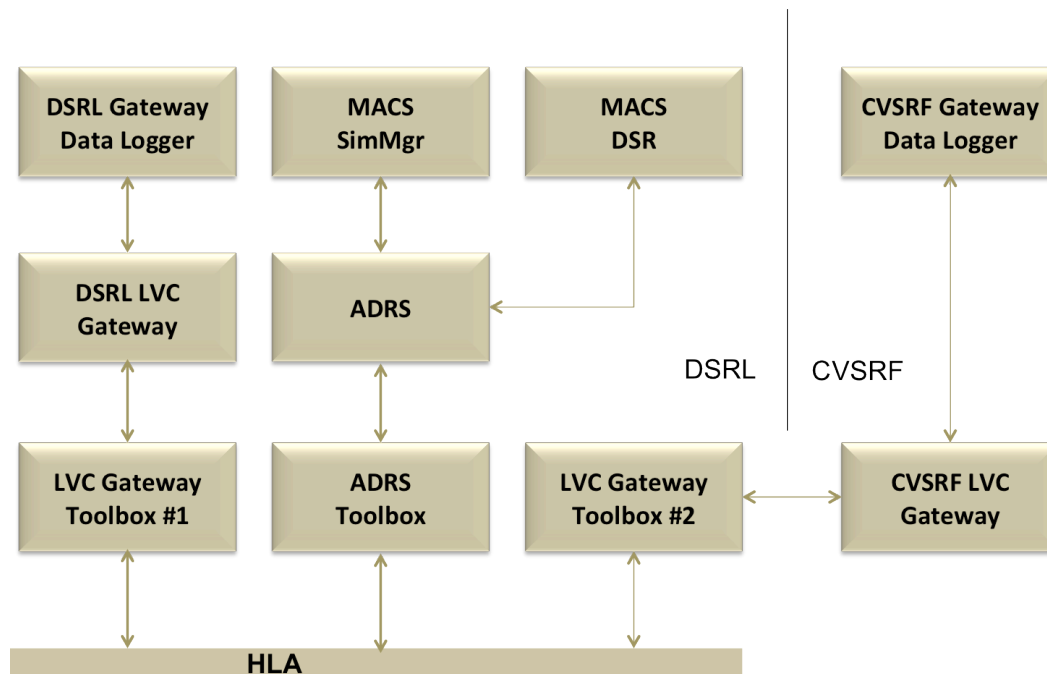 DSRL Gateway
Data Logger
MACS
SimMgr
MACS
DSR
CVSRF Gateway
Data Logger
DSRL LVC
Gateway
ADRS
DSRL
CVSRF
LVC Gateway
Toolbox #1
ADRS
Toolbox
LVC Gateway
Toolbox #2
CVSRF LVC
Gateway
HLA